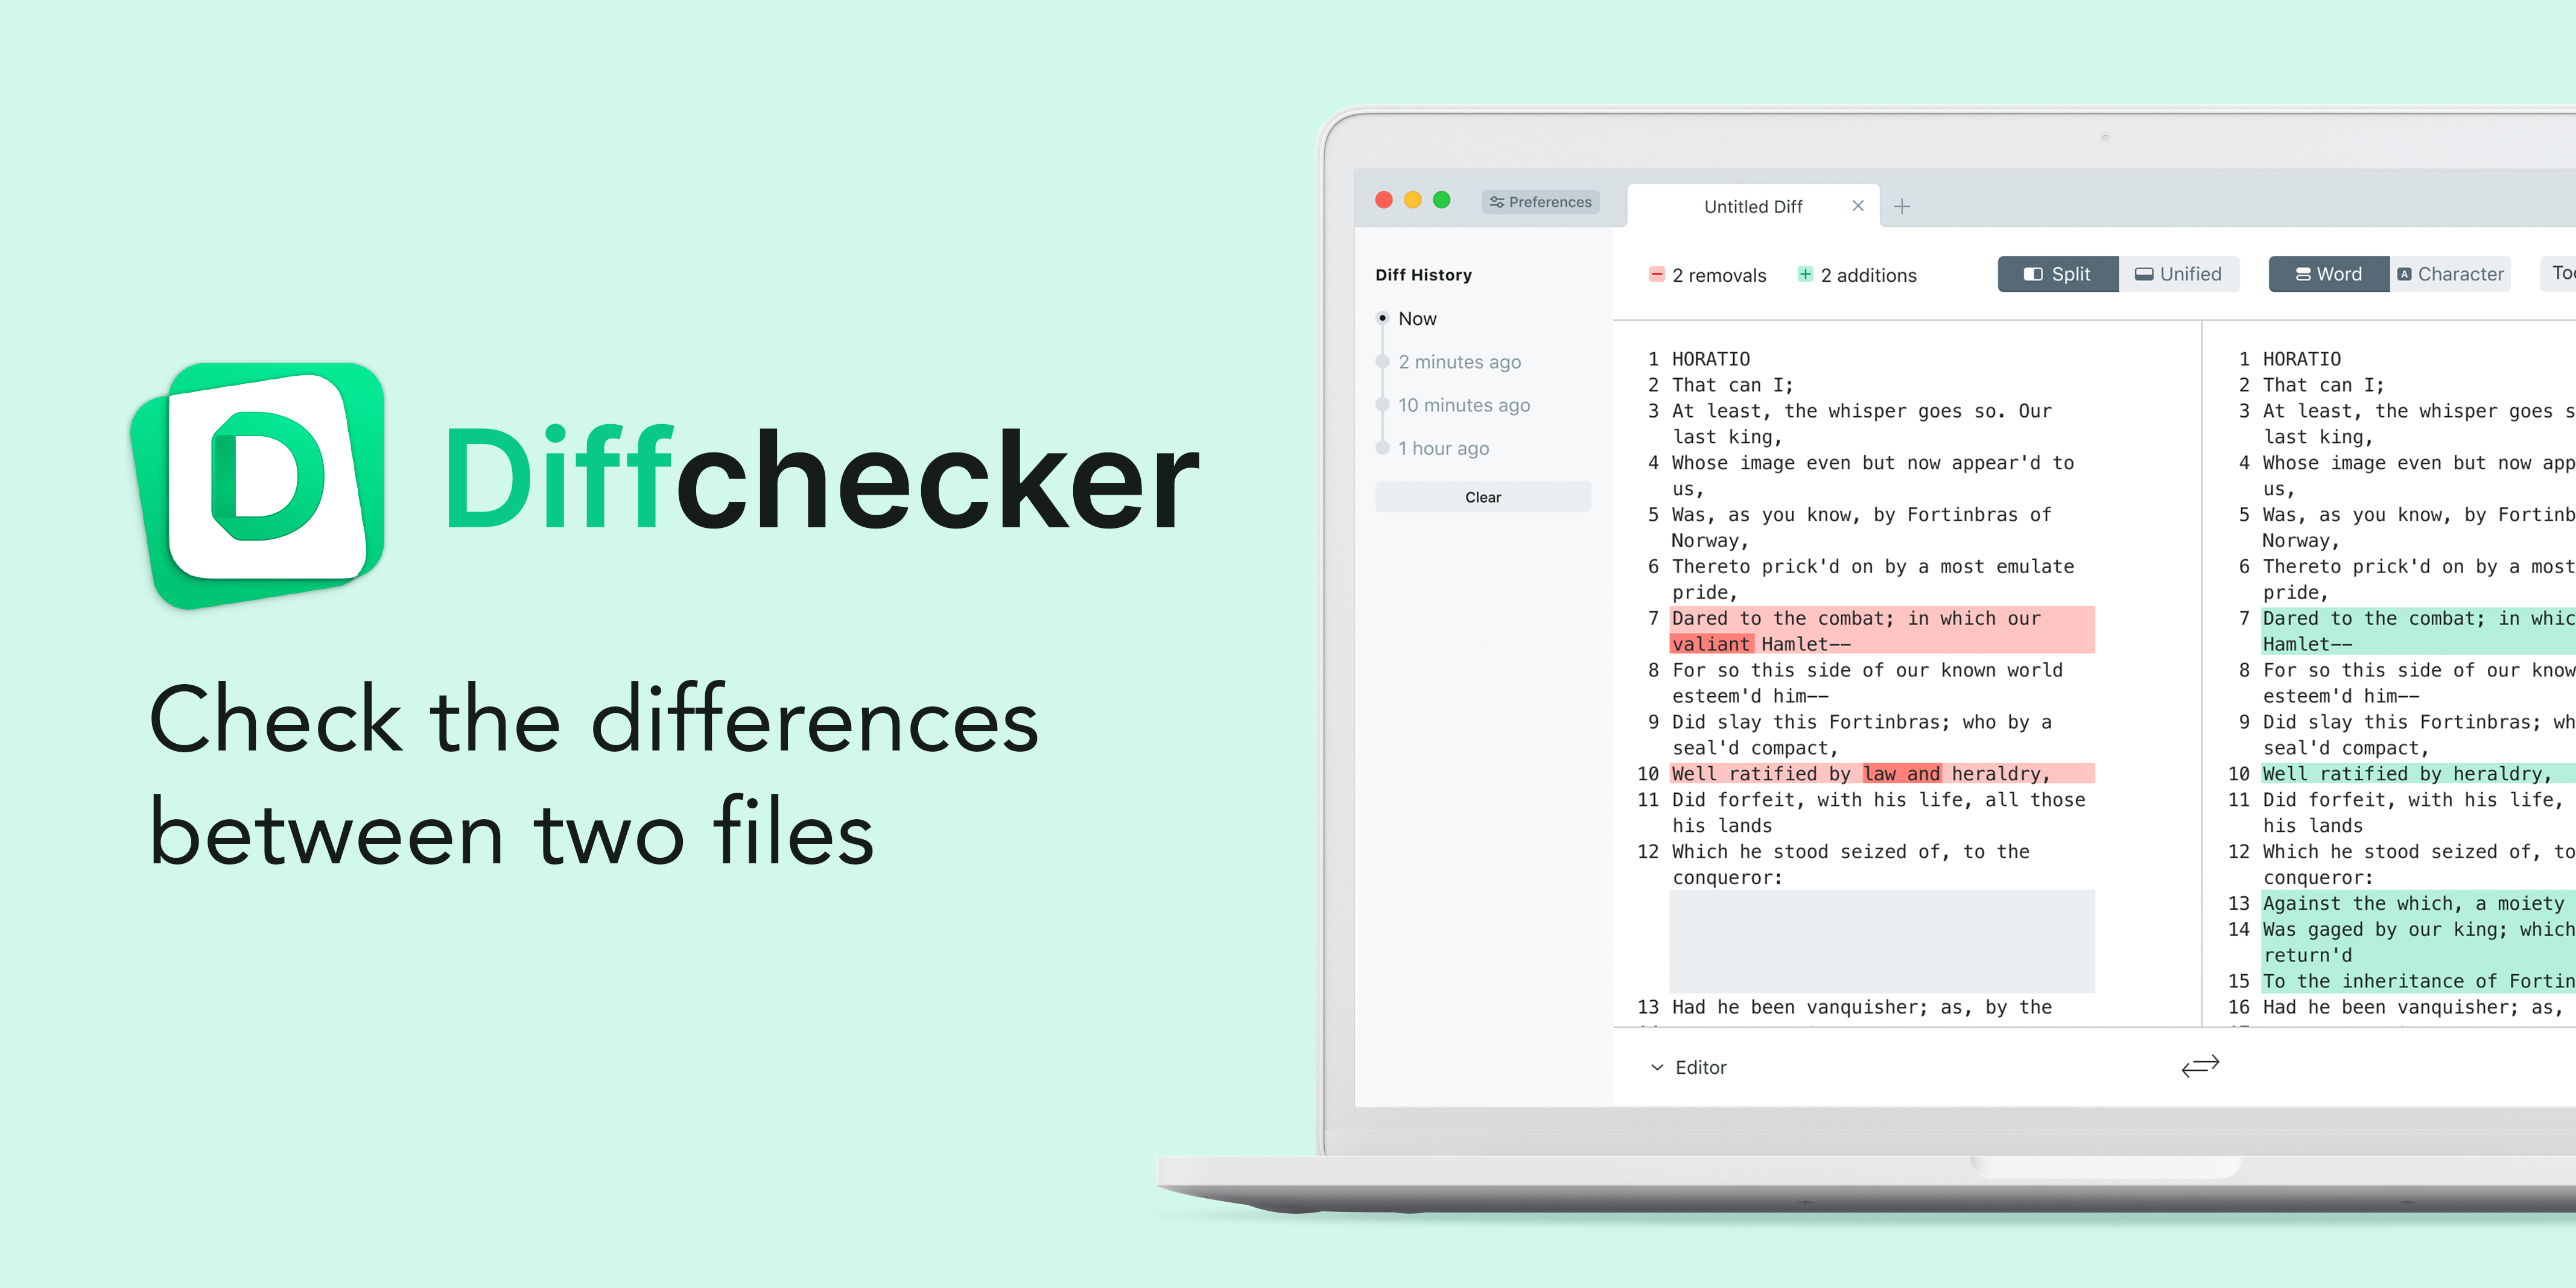 Diffchecker
Check the differences
between two files
Preferences
Untitled Diff
Diff History
Now
2 minutes ago
10 minutes ago
1 hour ago
Clear
2 removals
2 additions
Split
Unified
Word
Character
1 HORATIO
2 That can I;
3 At least, the whisper goes so. Our
last king,
4 Whose image even but now appear'd to
us,
5 Was, as you know, by Fortinbras of
Norway,
6 Thereto prick'd on by a most emulate
pride,
7 Dared to the combat; in which our
valiant Hamlet--
8 For so this side of our known world
esteem'd him--
9 Did slay this Fortinbras; who by a
seal'd compact,
10 Well ratified by law and heraldry,
11 Did forfeit, with his life, all those
his lands
12 Which he stood seized of, to the
conqueror:
13 Had he been vanquisher; as, by the
1 HORATIO
2 That can I;
3 At least, the whisper goes
last king,
4 Whose image even but now
us,
5 Was, as you know, by
Norway,
6 Thereto prick'd on by a most
pride,
7 Dared to the combat; in
Hamlet--
8 For so this side of our
esteem'd him--
9 Did slay this Fortinbras;
seal'd compact,
10 Well ratified by heraldry,
11 Did forfeit, with his life,
his lands
12 Which he stood seized of, to
conqueror:
13 Against the which, a moiety
14 Was gaged by our king; which
return'd
15 To the inheritance of
16 Had he been vanquisher; as,
Editor